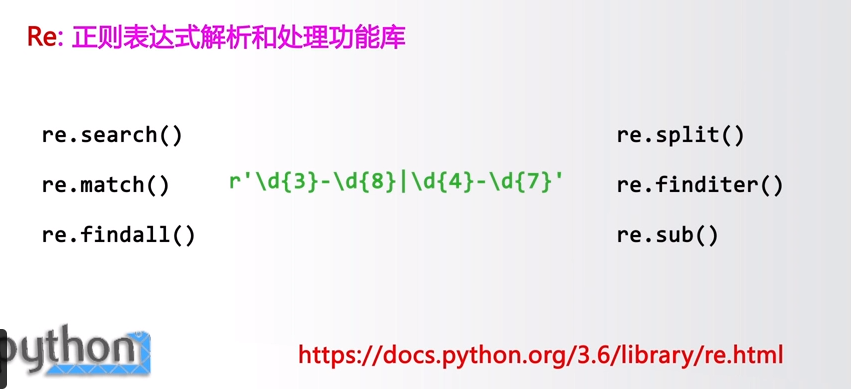 Re: 正则表达式解析和处理功能库
re.search()
re.match()
re.findall()
r'\d{3}-\d{8}|\d{4}-\d{7}'
re.split()
re.finditer()
re.sub()
python
https://docs.python.org/3.6/library/re.html